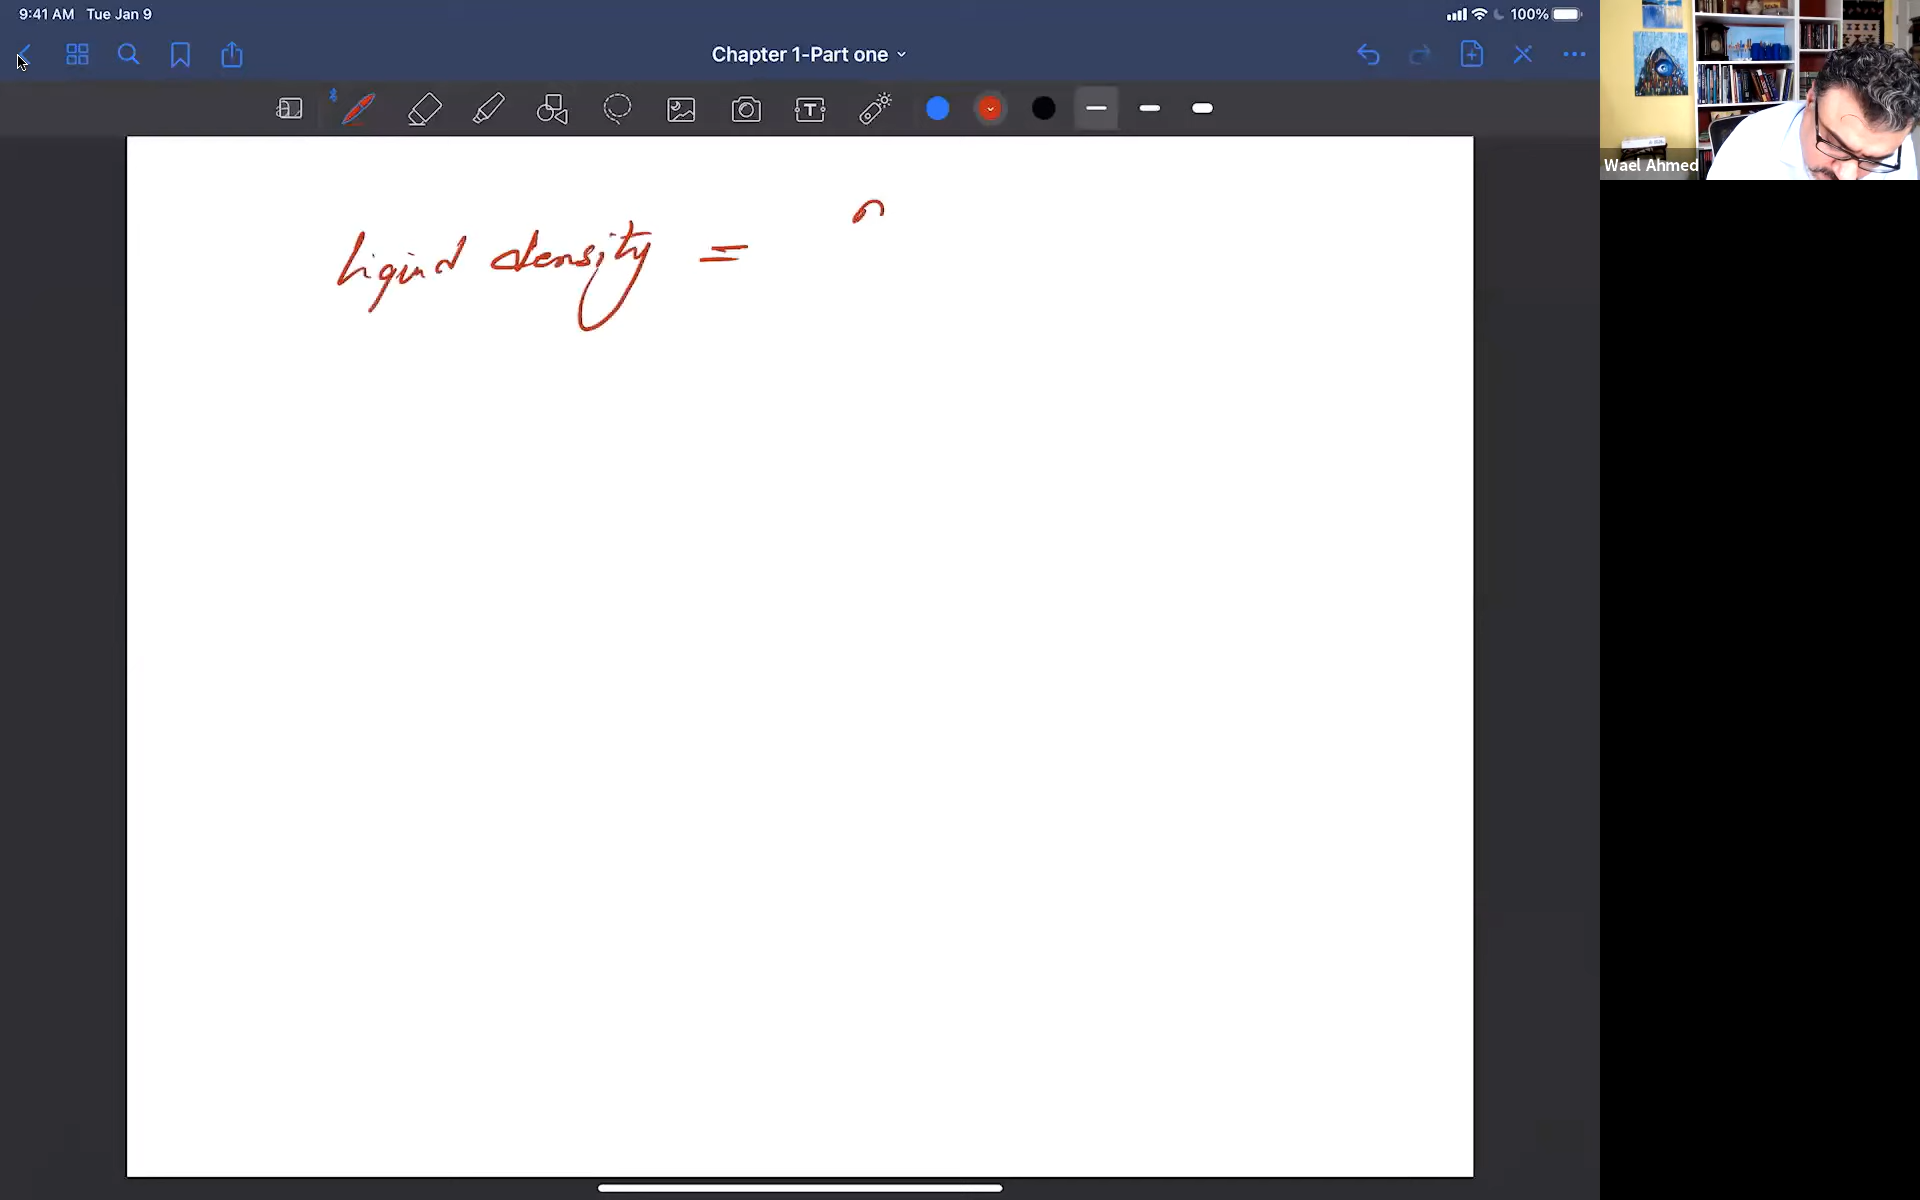 9:41 AM Tue Jan 9
100%
Chapter 1-Part one
T
Wael Ahmed
Liquid density =